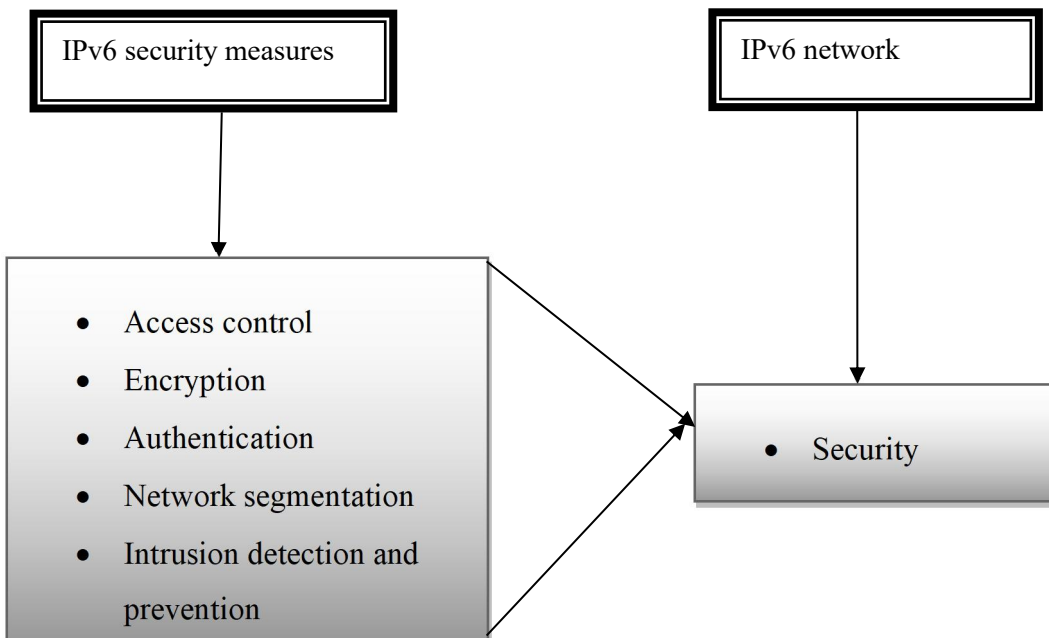 IPv6 security measures
IPv6 network
• Access control
• Encryption
• Authentication
• Network segmentation
• Intrusion detection and
prevention
• Security